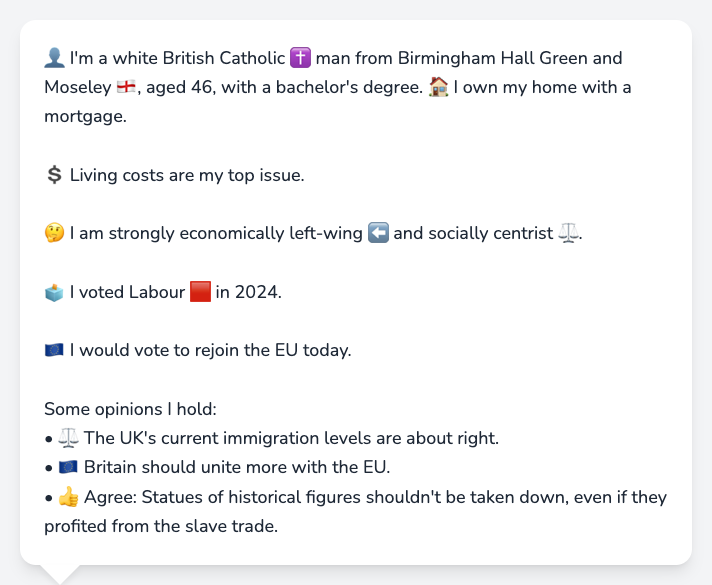 👤 I'm a white British Catholic ✝️ man from Birmingham Hall Green and
Moseley 🏴󠁧󠁢󠁥󠁮󠁧󠁿, aged 46, with a bachelor's degree. 🏠 I own my home with a
mortgage.
💲 Living costs are my top issue.
🤔 I am strongly economically left-wing ⬅️ and socially centrist ⚖️.
🗳️ I voted Labour 🟥 in 2024.
🇪🇺 I would vote to rejoin the EU today.
Some opinions I hold:
• ⚖️ The UK's current immigration levels are about right.
• 🇪🇺 Britain should unite more with the EU.
• 👍 Agree: Statues of historical figures shouldn't be taken down, even if they
profited from the slave trade.